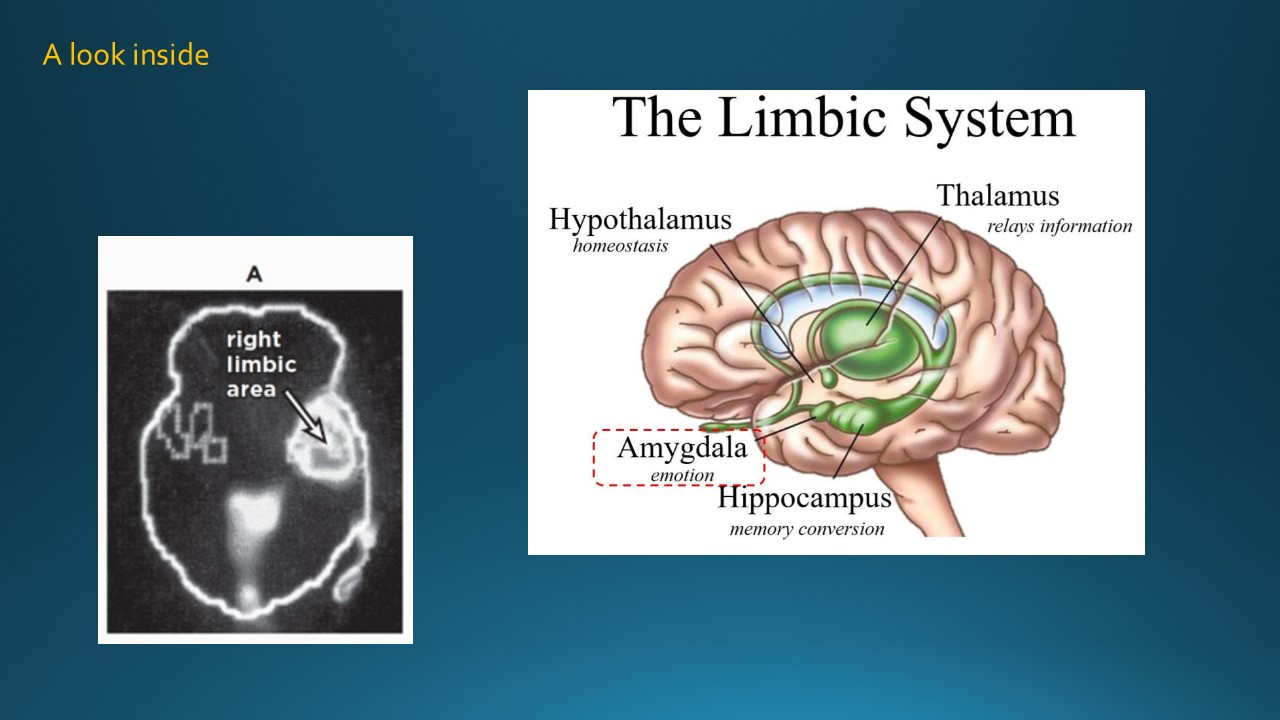 A look inside
A
right
limbic
area
The Limbic System
Thalamus
relays information
Hypothalamus
homeostasis
Amygdala
emotion
Hippocampus
memory conversion